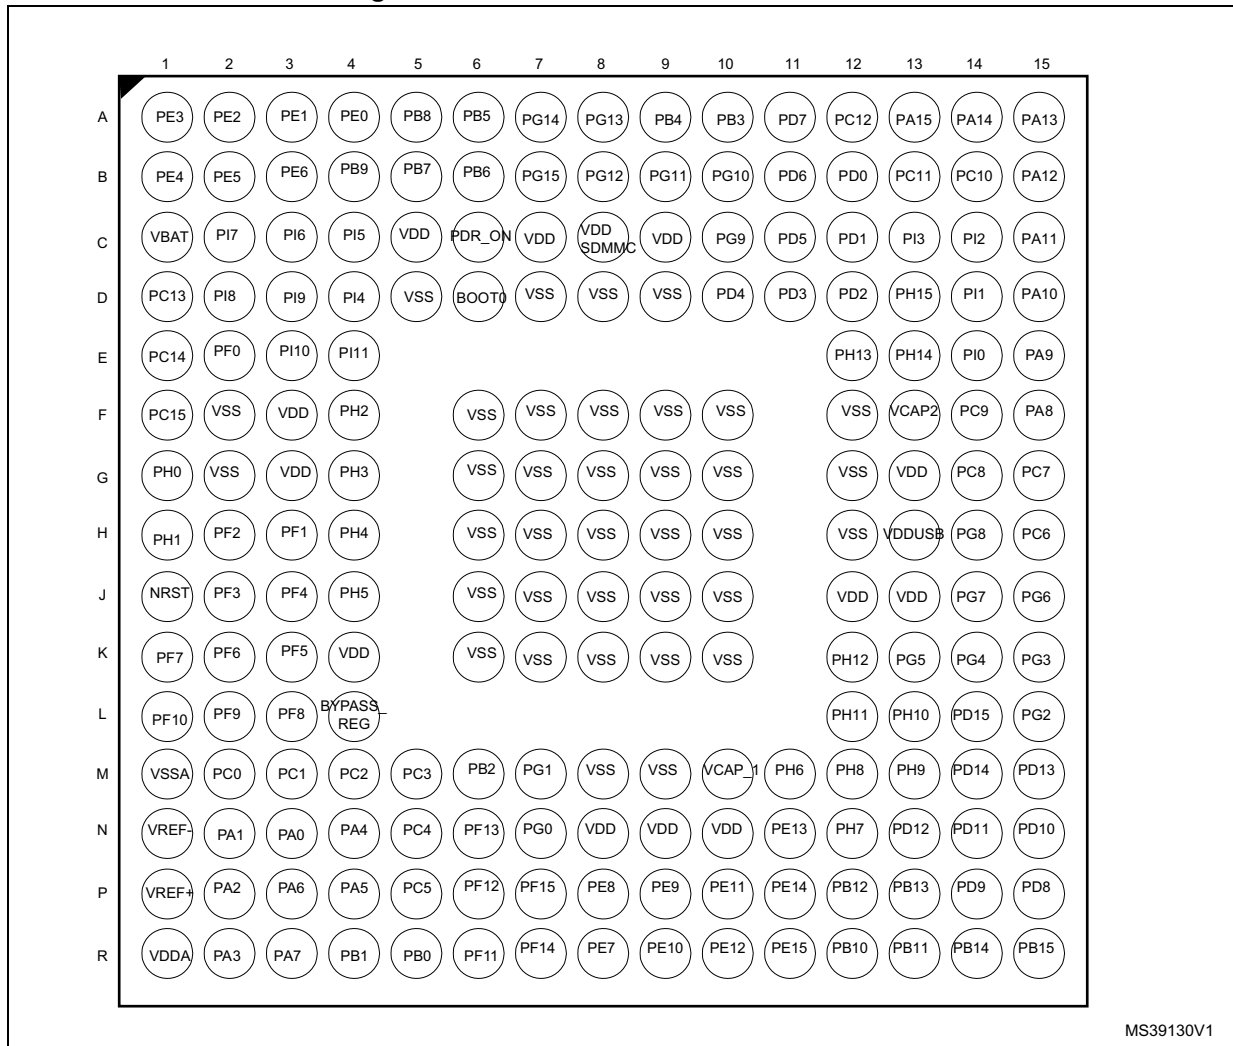 1 2 3 4 5 6 7 8 9 10 11 12 13 14 15
A PE3 PE2 PE1 PE0 PB8 PB5 PG14 PG13 PB4 PB3 PD7 PC12 PA15 PA14 PA13
B PE4 PE5 PE6 PB9 PB7 PB6 PG15 PG12 PG11 PG10 PD6 PD0 PC11 PC10 PA12
C VBAT PI7 PI6 PI5 VDD PDR_ON VDD VDD SDMMC VDD PG9 PD5 PD1 PI3 PI2 PA11
D PC13 PI8 PI9 PI4 VSS BOOT0 VSS VSS VSS PD4 PD3 PD2 PH15 PI1 PA10
E PC14 PF0 PI10 PI11 PH13 PH14 PI0 PA9
F PC15 VSS VDD PH2 VSS VSS VSS VSS VSS VSS VCAP2 PC9 PA8
G PH0 VSS VDD PH3 VSS VSS VSS VSS VSS VSS VDD PC8 PC7
H PH1 PF2 PF1 PH4 VSS VSS VSS VSS VSS VSS VDDUSB PG8 PC6
J NRST PF3 PF4 PH5 VSS VSS VSS VSS VSS VDD VDD PG7 PG6
K PF7 PF6 PF5 VDD VSS VSS VSS VSS VSS PH12 PG5 PG4 PG3
L PF10 PF9 PF8 BYPASS_ REG PH11 PH10 PD15 PG2
M VSSA PC0 PC1 PC2 PC3 PB2 PG1 VSS VSS VCAP_1 PH6 PH8 PH9 PD14 PD13
N VREF- PA1 PA0 PA4 PC4 PF13 PG0 VDD VDD VDD PE13 PH7 PD12 PD11 PD10
P VREF+ PA2 PA6 PA5 PC5 PF12 PF15 PE8 PE9 PE11 PE14 PB12 PB13 PD9 PD8
R VDDA PA3 PA7 PB1 PB0 PF11 PF14 PE7 PE10 PE12 PE15 PB10 PB11 PB14 PB15
MS39130V1